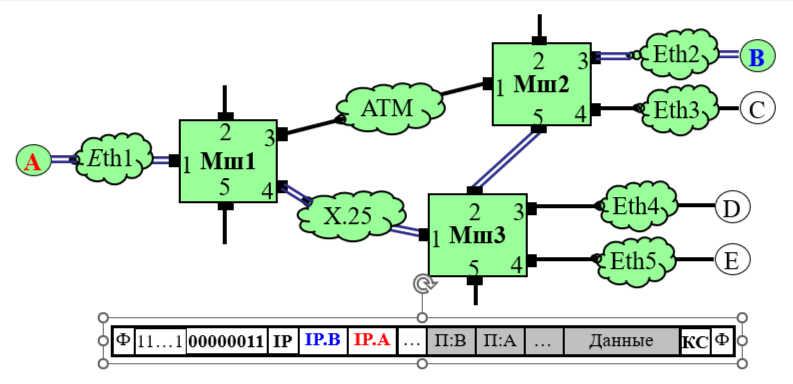 2 3
Мш2
1
5 4
Eth2
B
Eth3
C
ATM
A
Eth1
2 3
Мш1
1
5 4
X.25
2 3
Мш3
1
5 4
Eth4
D
Eth5
E
Ф 11…1 00000011 IP IP.B IP.A … П:В П:А … Данные КС Ф